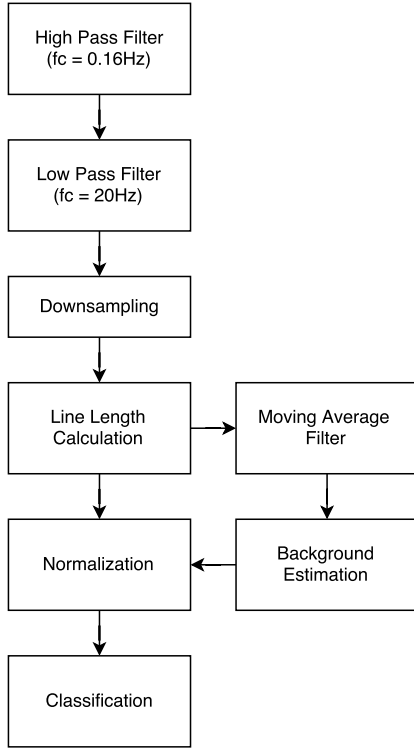 High Pass Filter
(fc = 0.16Hz)
Low Pass Filter
(fc = 20Hz)
Downsampling
Line Length
Calculation
Moving Average
Filter
Normalization
Background
Estimation
Classification